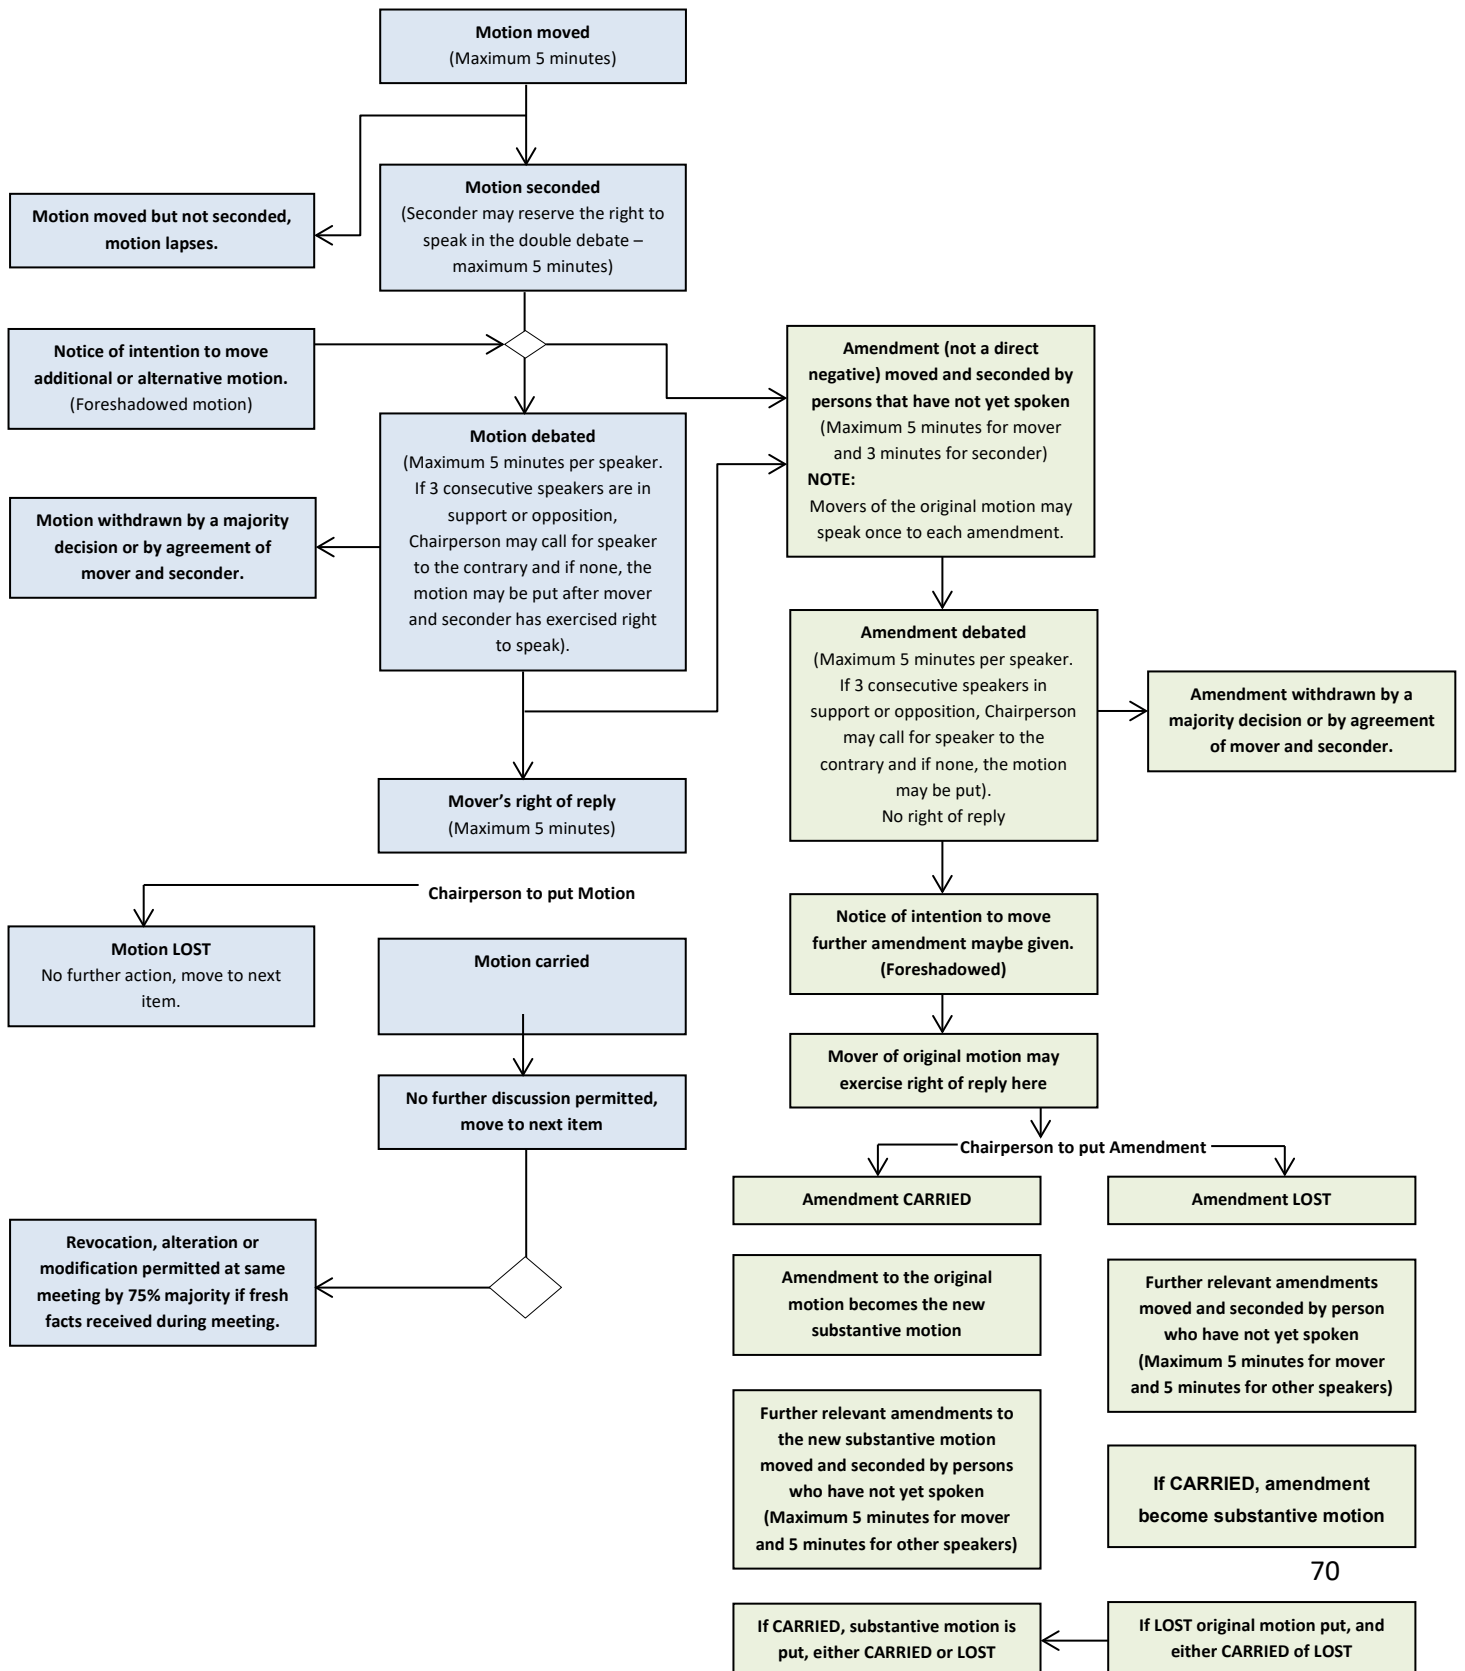 Motion moved
(Maximum 5 minutes)
Motion seconded
(Seconder may reserve the right to
speak in the double debate –
maximum 5 minutes)
Motion moved but not seconded,
motion lapses.
Notice of intention to move
additional or alternative motion.
(Foreshadowed motion)
Motion debated
(Maximum 5 minutes per speaker.
If 3 consecutive speakers are in
support or opposition,
Chairperson may call for speaker
to the contrary and if none, the
motion may be put after mover
and seconder has exercised right
to speak).
Motion withdrawn by a majority
decision or by agreement of
mover and seconder.
Mover’s right of reply
(Maximum 5 minutes)
Chairperson to put Motion
Motion LOST
No further action, move to next
item.
Motion carried
No further discussion permitted,
move to next item
Revocation, alteration or
modification permitted at same
meeting by 75% majority if fresh
facts received during meeting.
Amendment (not a direct
negative) moved and seconded by
persons that have not yet spoken
(Maximum 5 minutes for mover
and 3 minutes for seconder)
NOTE:
Movers of the original motion may
speak once to each amendment.
Amendment debated
(Maximum 5 minutes per speaker.
If 3 consecutive speakers in
support or opposition, Chairperson
may call for speaker to the
contrary and if none, the motion
may be put).
No right of reply
Amendment withdrawn by a
majority decision or by agreement
of mover and seconder.
Notice of intention to move
further amendment maybe given.
(Foreshadowed)
Mover of original motion may
exercise right of reply here
Chairperson to put Amendment
Amendment CARRIED
Amendment LOST
Amendment to the original
motion becomes the new
substantive motion
Further relevant amendments
moved and seconded by person
who have not yet spoken
(Maximum 5 minutes for mover
and 5 minutes for other speakers)
Further relevant amendments to
the new substantive motion
moved and seconded by persons
who have not yet spoken
(Maximum 5 minutes for mover
and 5 minutes for other speakers)
If CARRIED, amendment
become substantive motion
70
If CARRIED, substantive motion is
put, either CARRIED or LOST
If LOST original motion put, and
either CARRIED of LOST